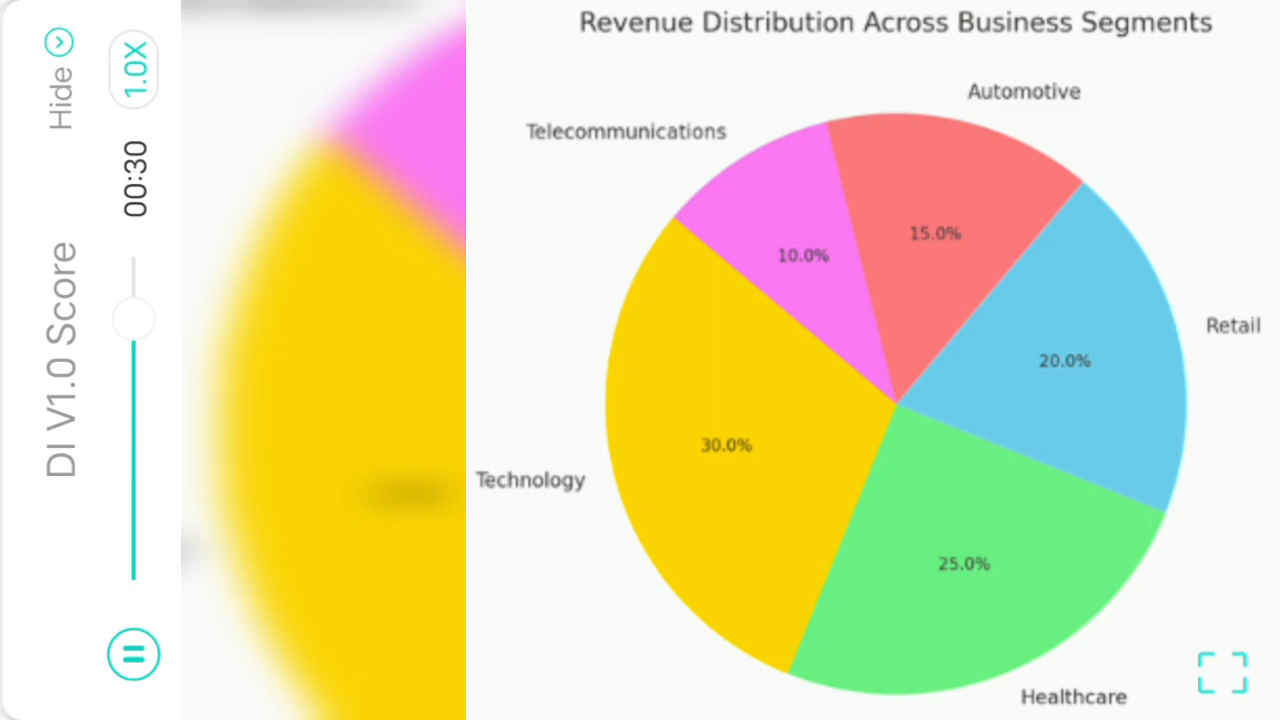 Hide
1.0X
00:30
DI V1.0 Score
Revenue Distribution Across Business Segments
Automotive
Telecommunications
15.0%
10.0%
Retail
20.0%
30.0%
Technology
25.0%
Healthcare